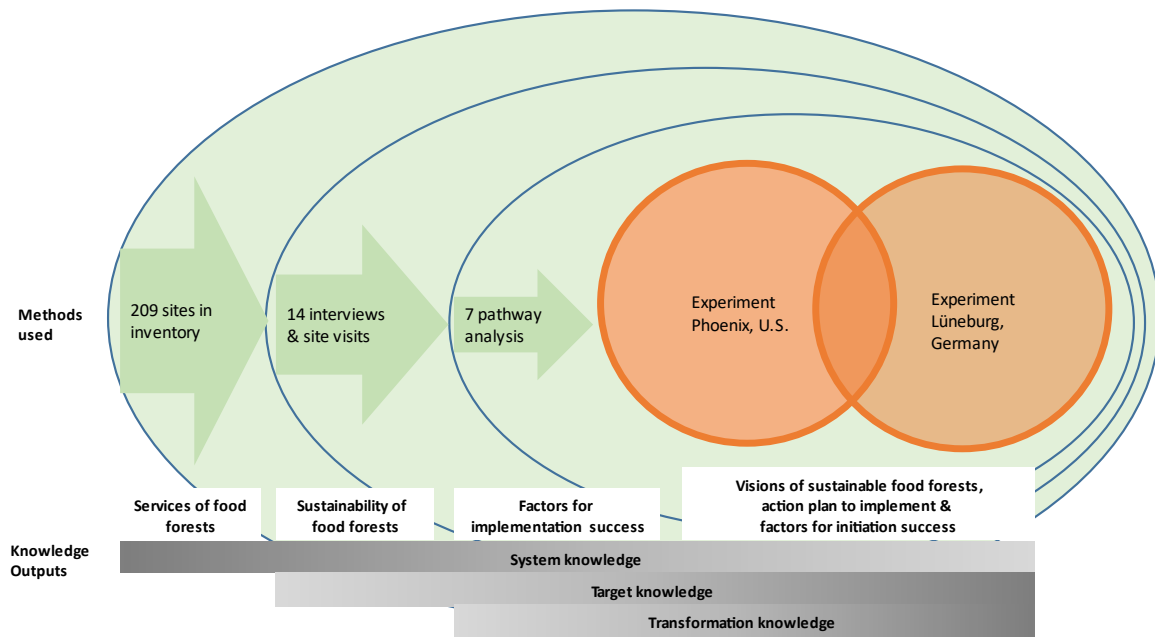 Methods
used
209 sites in
inventory
14 interviews
& site visits
7 pathway
analysis
Experiment
Phoenix, U.S.
Experiment
Lüneburg,
Germany
Services of food
forests
Sustainability of
food forests
Factors for
implementation success
Visions of sustainable food forests,
action plan to implement &
factors for initiation success
Knowledge
Outputs
System knowledge
Target knowledge
Transformation knowledge